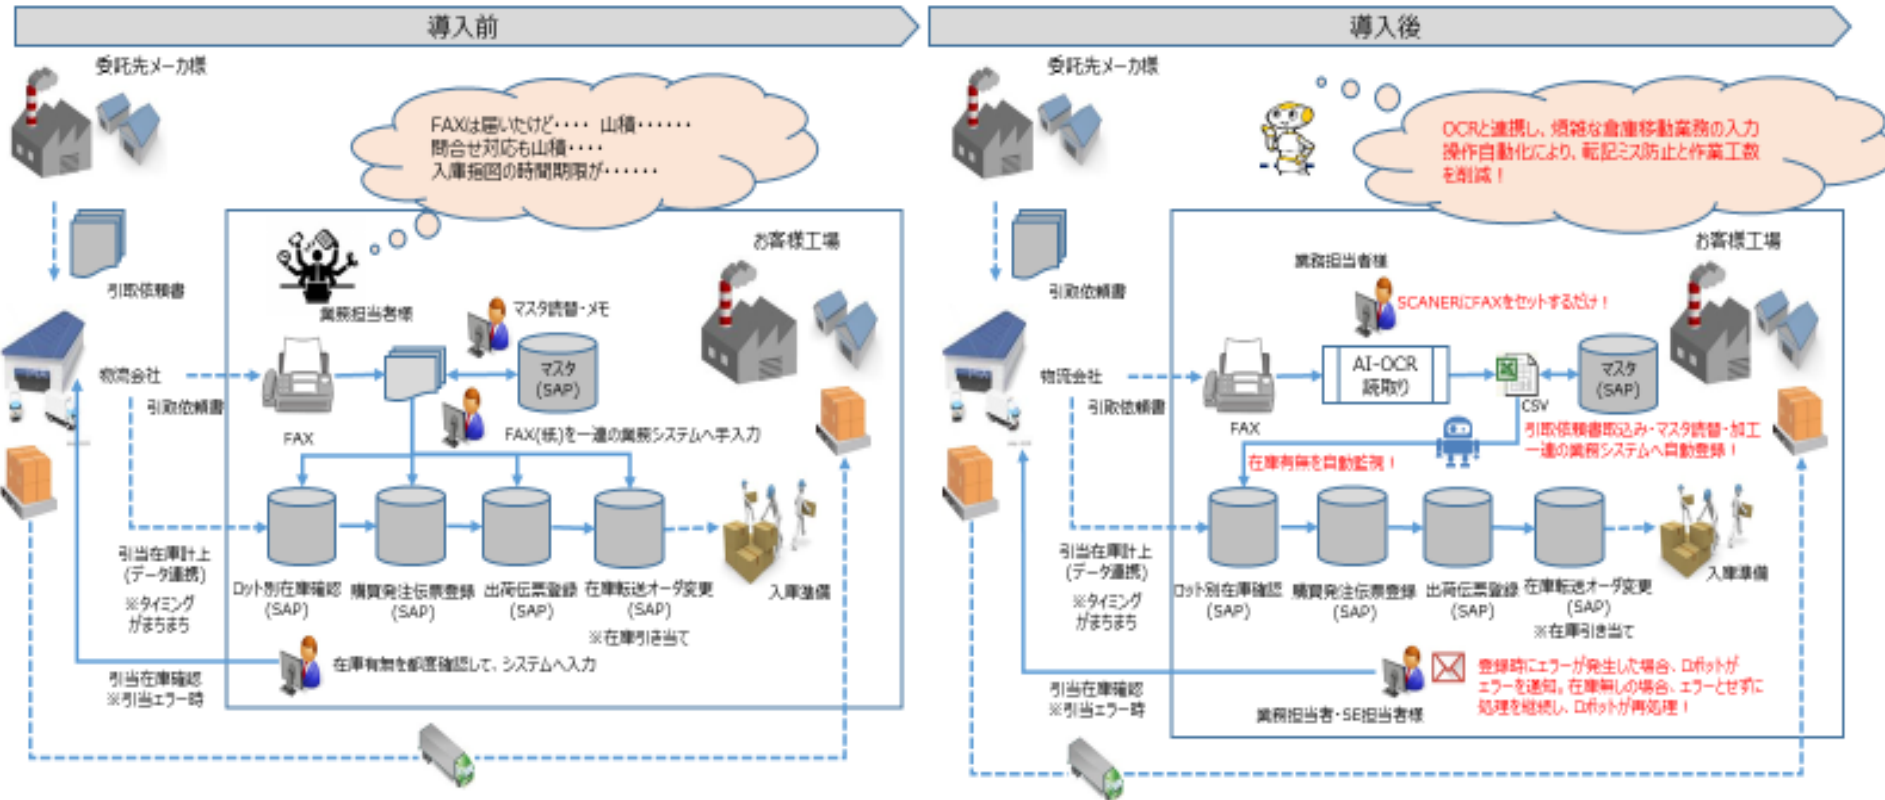 導入前
委託先メーカ様
FAXは届いたけど・・・・ 山積・・・・・・
問合せ対応も山積・・・・
入庫指図の時間期限が・・・・・・
引取依頼書
お客様工場
業務担当者様
マスタ読替・メモ
マスタ
(SAP)
物流会社
引取依頼書
FAX
FAX(紙)を一連の業務システムへ手入力
引当在庫計上
(データ連携)
※タイミング
がまちまち
ロット別在庫確認
(SAP)
購買発注伝票登録
(SAP)
出荷伝票登録
(SAP)
在庫転送オーダ変更
(SAP)
※在庫引き当て
入庫準備
在庫有無を都度確認して、システムへ入力
引当在庫確認
※引当エラー時
導入後
委託先メーカ様
OCRと連携し、煩雑な倉庫移動業務の入力
操作自動化により、転記ミス防止と作業工数
を削減！
引取依頼書
お客様工場
業務担当者様
SCANERにFAXをセットするだけ！
AI-OCR
読取り
CSV
マスタ
(SAP)
物流会社
引取依頼書
FAX
引取依頼書取込み・マスタ読替・加工
一連の業務システムへ自動登録！
在庫有無を自動監視！
引当在庫計上
(データ連携)
※タイミング
がまちまち
ロット別在庫確認
(SAP)
購買発注伝票登録
(SAP)
出荷伝票登録
(SAP)
在庫転送オーダ変更
(SAP)
※在庫引き当て
入庫準備
引当在庫確認
※引当エラー時
業務担当者・SE担当者様
登録時にエラーが発生した場合、ロボットが
エラーを通知。在庫無しの場合、エラーとせずに
処理を継続し、ロボットが再処理！